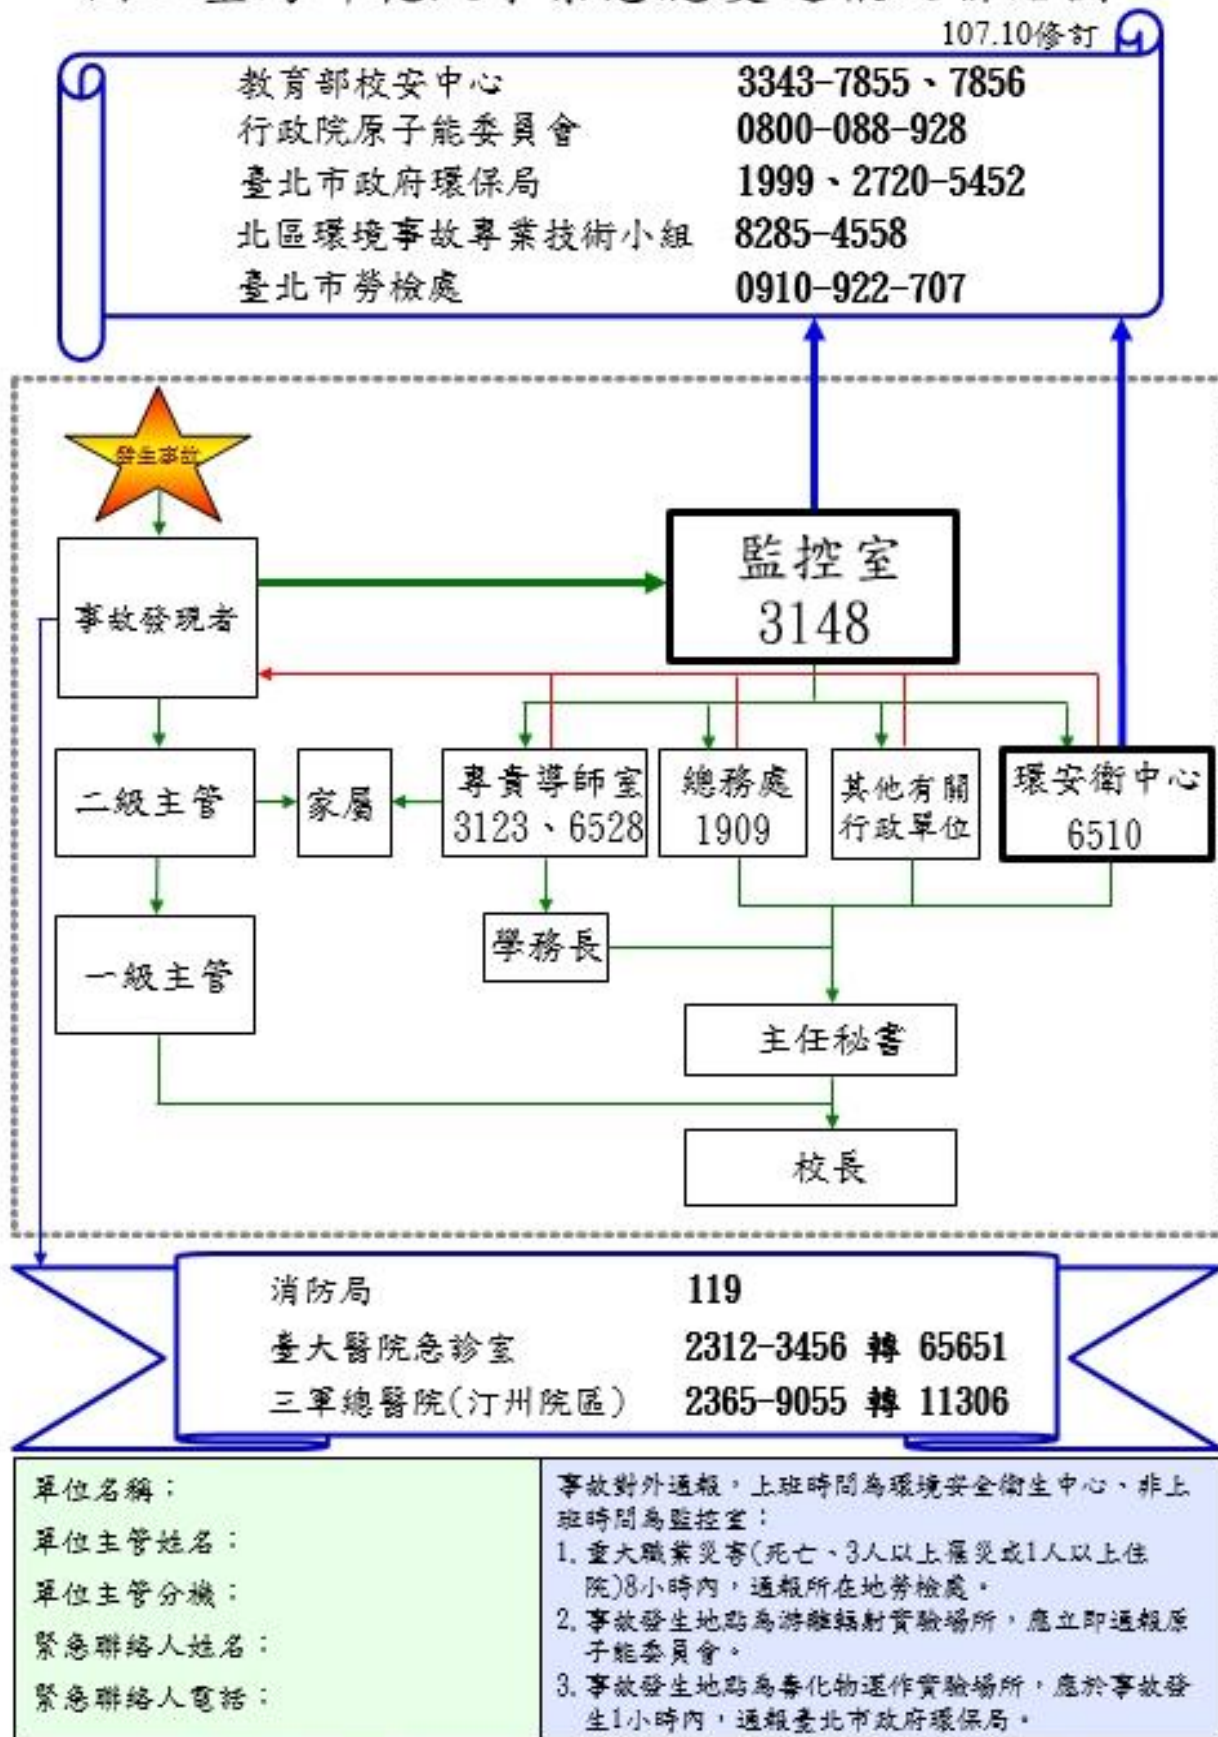 107.10修訂
教育部校安中心 3343-7855、7856
行政院原子能委員會 0800-088-928
臺北市政府環保局 1999、2720-5452
北區環境事故專業技術小組 8285-4558
臺北市勞檢處 0910-922-707
發生事故
監控室
3148
事故發現者
二級主管
家屬
專責導師室
3123、6528
總務處
1909
其他有關
行政單位
環安衛中心
6510
學務長
一級主管
主任秘書
校長
消防局 119
臺大醫院急診室 2312-3456 轉 65651
三軍總醫院(汀州院區) 2365-9055 轉 11306
單位名稱：
單位主管姓名：
單位主管分機：
緊急聯絡人姓名：
緊急聯絡人電話：
事故對外通報，上班時間為環境安全衛生中心、非上
班時間為監控室：
1. 重大職業災害(死亡、3人以上罹災或1人以上住
院)8小時內，通報所在地勞檢處。
2. 事故發生地點為游離輻射實驗場所，應立即通報原
子能委員會。
3. 事故發生地點為毒化物運作實驗場所，應於事故發
生1小時內，通報臺北市政府環保局。